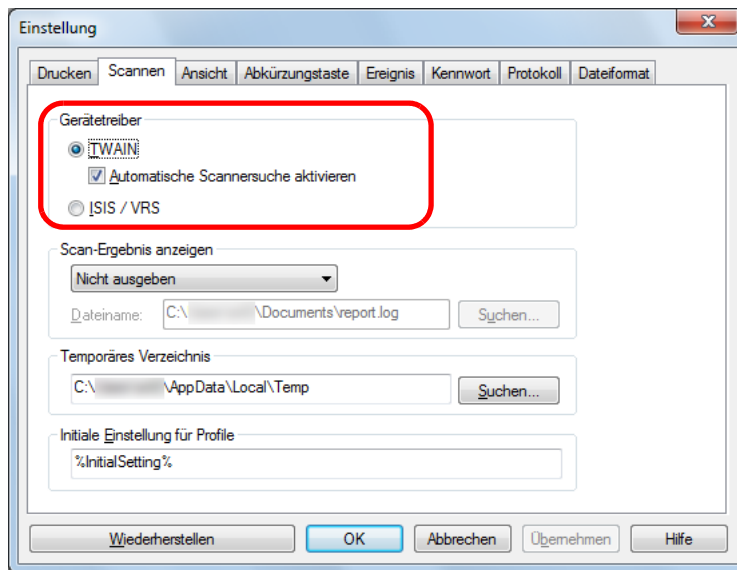 Einstellung
Drucken Scannen Ansicht Abkürzungstaste Ereignis Kennwort Protokoll Dateiformat
Gerätetreiber
TWAIN
Automatische Scannersuche aktivieren
ISIS / VRS
Scan-Ergebnis anzeigen
Nicht ausgeben
Dateiname: C:\ \Documents\report.log Suchen...
Temporäres Verzeichnis
C:\ \AppData\Local\Temp Suchen...
Initiale Einstellung für Profile
%InitialSetting%
Wiederherstellen OK Abbrechen Übernehmen Hilfe